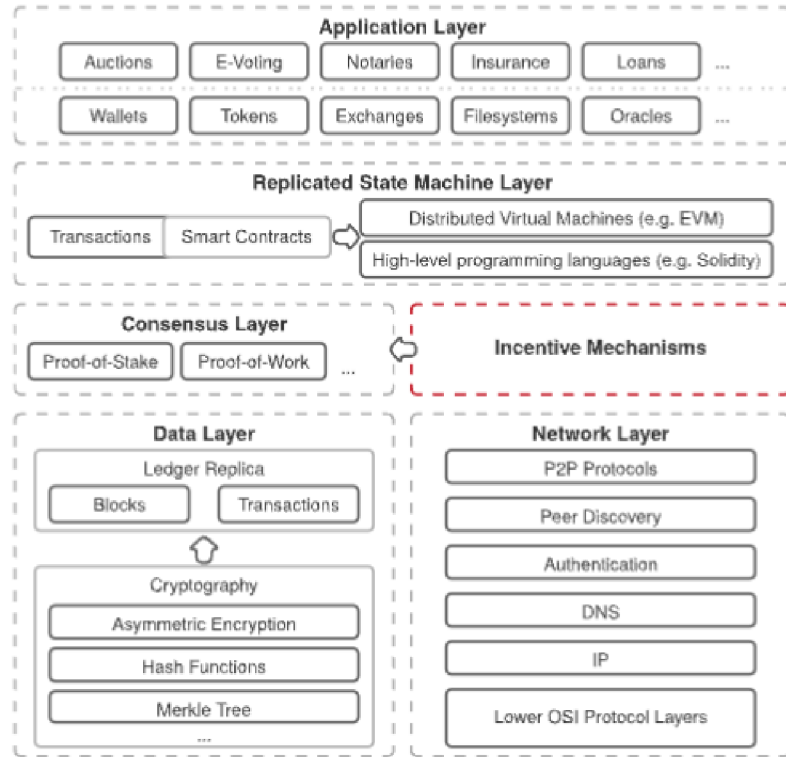 Application Layer
Auctions E-Voting Notaries Insurance Loans ...
Wallets Tokens Exchanges Filesystems Oracles ...
Replicated State Machine Layer
Transactions Smart Contracts
Distributed Virtual Machines (e.g. EVM)
High-level programming languages (e.g. Solidity)
Consensus Layer
Proof-of-Stake Proof-of-Work ...
Incentive Mechanisms
Data Layer
Ledger Replica
Blocks Transactions
Cryptography
Asymmetric Encryption
Hash Functions
Merkle Tree
...
Network Layer
P2P Protocols
Peer Discovery
Authentication
DNS
IP
Lower OSI Protocol Layers